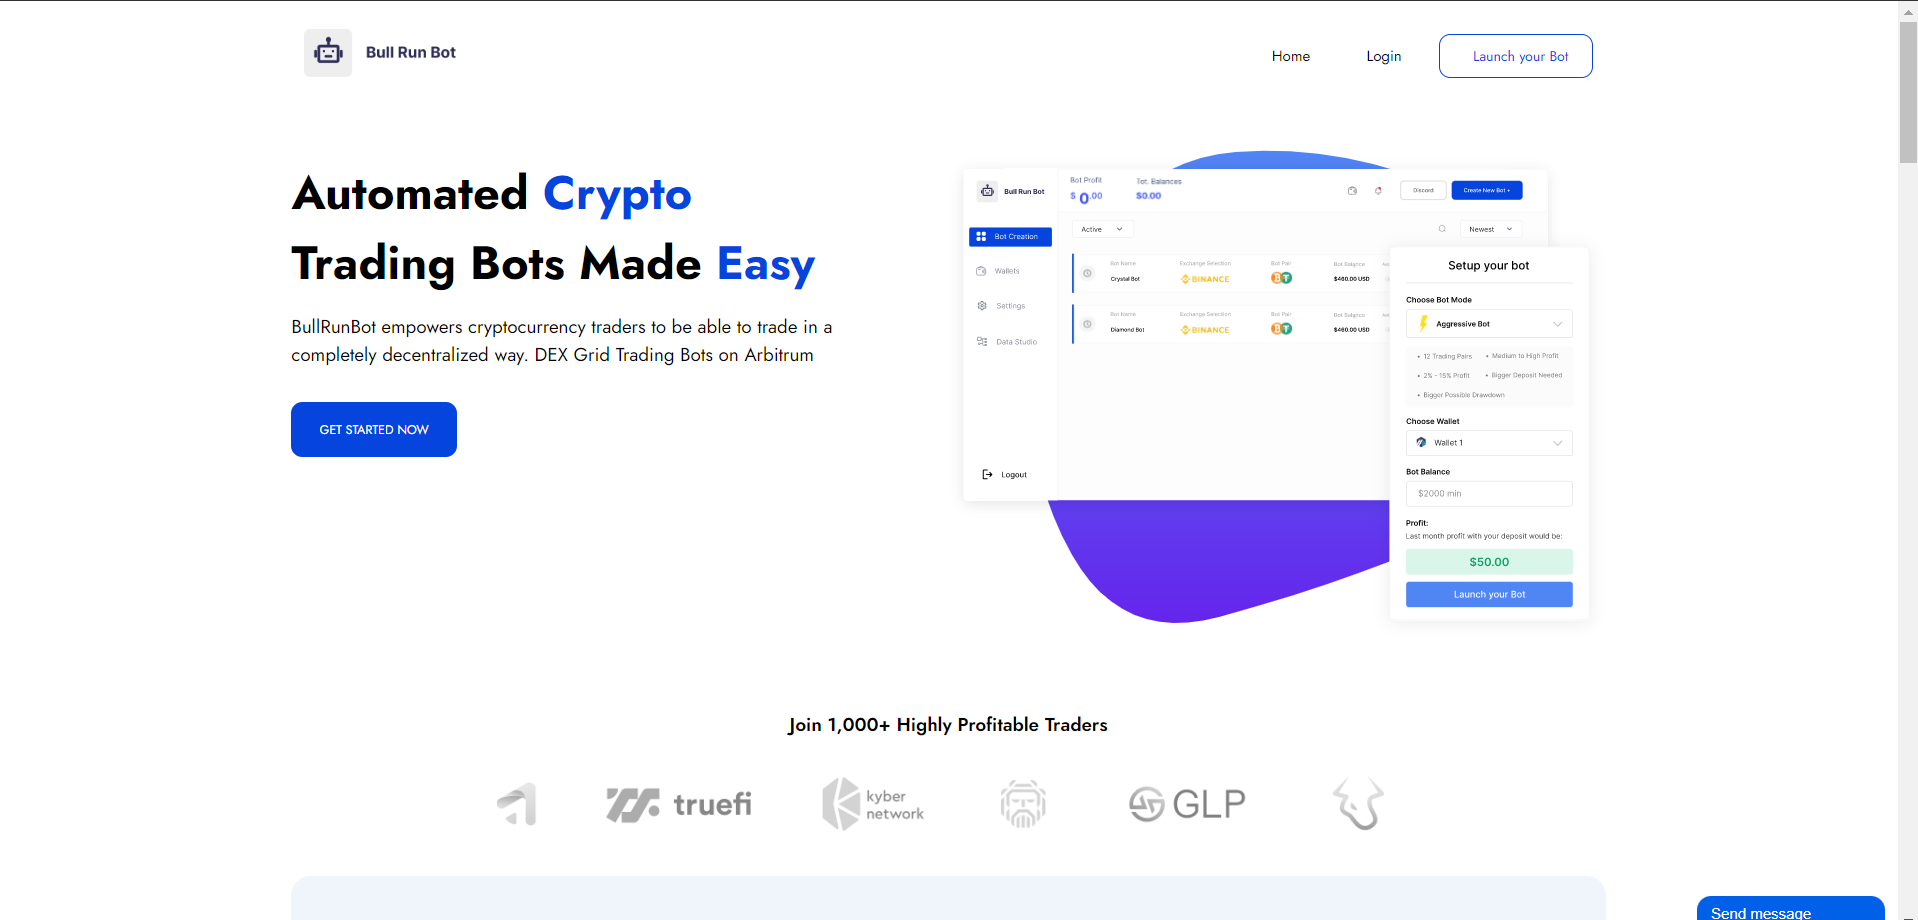 Bull Run Bot
Home
Login
Launch your Bot
Automated Crypto
Trading Bots Made Easy
BullRunBot empowers cryptocurrency traders to be able to trade in a
completely decentralized way. DEX Grid Trading Bots on Arbitrum
GET STARTED NOW
Bull Run Bot
Bot Profit
$ 0.00
Tot. Balances
$0.00
Discord
Create New Bot +
Bot Creation
Wallets
Settings
Data Studio
Logout
Active
Newest
Bot Name
Exchange Selection
Bot Pair
Bot Balance
Crystal Bot
BINANCE
$460.00 USD
Bot Name
Exchange Selection
Bot Pair
Bot Balance
Diamond Bot
BINANCE
$460.00 USD
Setup your bot
Choose Bot Mode
Aggressive Bot
• 12 Trading Pairs
• Medium to High Profit
• 2% - 15% Profit
• Bigger Deposit Needed
• Bigger Possible Drawdown
Choose Wallet
Wallet 1
Bot Balance
$2000 min
Profit:
Last month profit with your deposit would be:
$50.00
Launch your Bot
Join 1,000+ Highly Profitable Traders
truefi
kyber
network
GLP
Send message